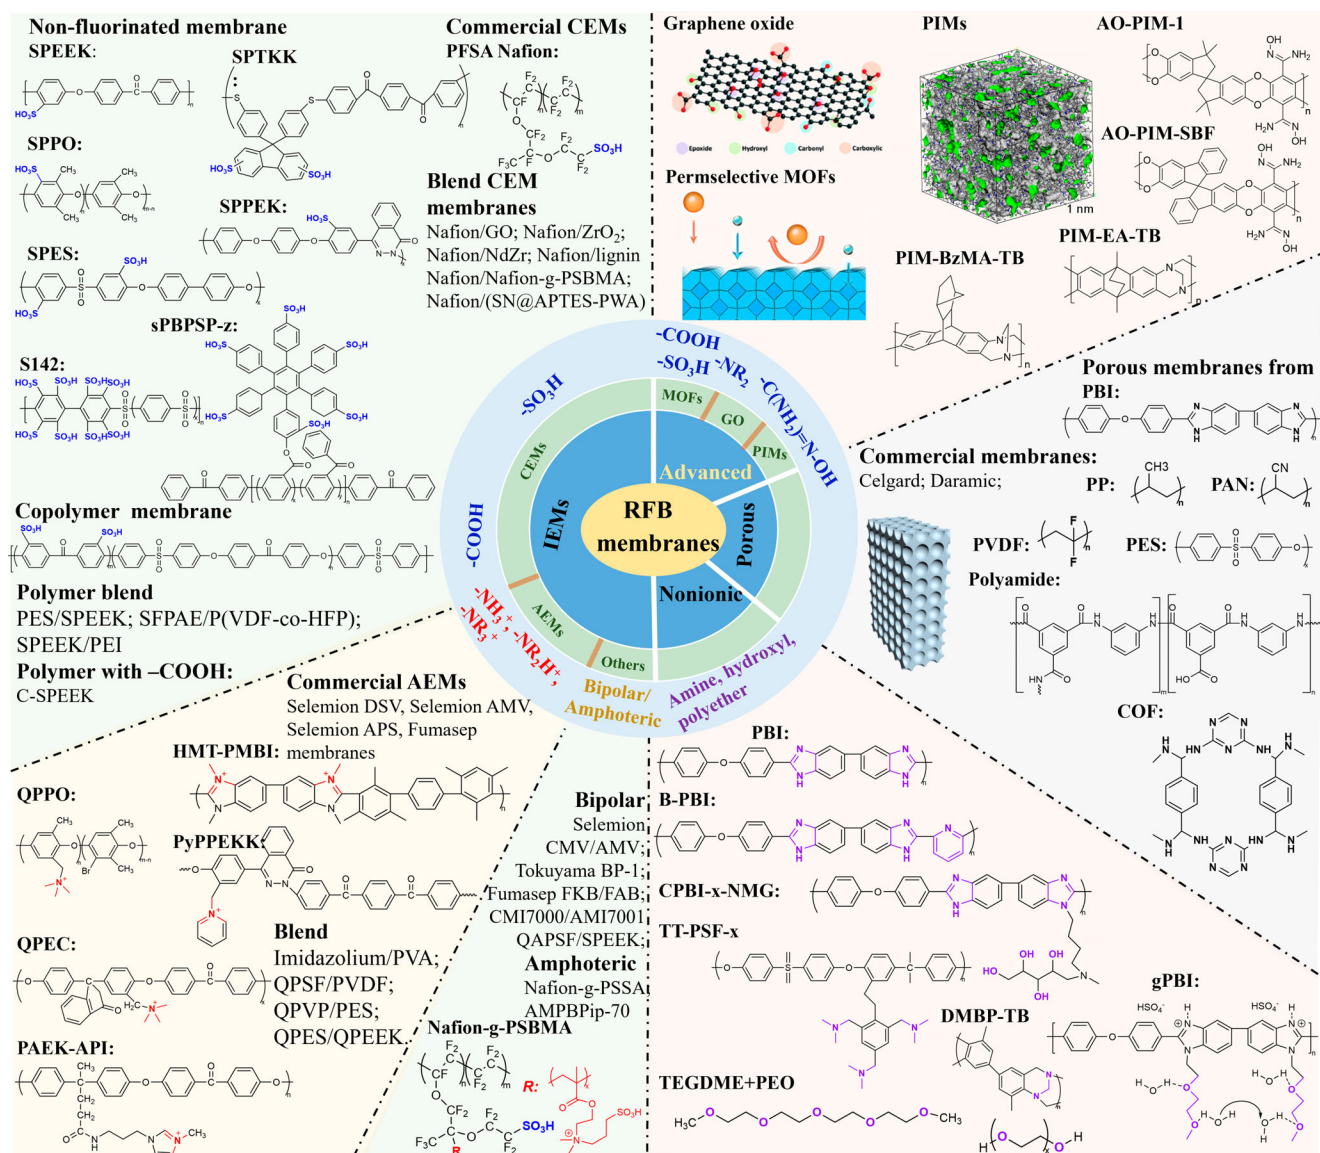 Non-fluorinated membrane
SPEEK:
SPTKK
SPPO:
SPPEK:
SPES:
sPBPSP-z:
S142:
Copolymer membrane
Polymer blend
PES/SPEEK; SFPAE/P(VDF-co-HFP);
SPEEK/PEI
Polymer with –COOH:
C-SPEEK
Commercial CEMs
PFSA Nafion:
Blend CEM
membranes
Nafion/GO; Nafion/ZrO₂;
Nafion/NdZr; Nafion/lignin
Nafion/Nafion-g-PSBMA;
Nafion/(SN@APTES-PWA)
Graphene oxide
Epoxide
Hydroxyl
Carbonyl
Carboxylic
Permselective MOFs
PIMs
1 nm
AO-PIM-1
AO-PIM-SBF
PIM-EA-TB
PIM-BzMA-TB
Porous membranes from
PBI:
Commercial membranes:
Celgard; Daramic;
PP:
PAN:
PVDF:
PES:
Polyamide:
COF:
RFB
membranes
IEMs
Advanced
Porous
Nonionic
CEMs
AEMs
Others
MOFs
GO
PIMs
-SO₃H
-COOH
-COOH
-SO₃H
-NR₂
-C(NH₂)=N-OH
-NH₃⁺, -NR₂H⁺,
-NR₃⁺
Bipolar/
Amphoteric
Amine, hydroxyl,
polyether
Commercial AEMs
Selemion DSV, Selemion AMV,
Selemion APS, Fumasep
membranes
HMT-PMBI:
QPPO:
PyPPEKK:
QPEC:
Blend
Imidazolium/PVA;
QPSF/PVDF;
QPVP/PES;
QPES/QPEEK.
PAEK-API:
Bipolar
Selemion
CMV/AMV;
Tokuyama BP-1;
Fumasep FKB/FAB;
CMI7000/AMI7001
QAPSF/SPEEK;
Amphoteric
Nafion-g-PSSA
AMPBPip-70
Nafion-g-PSBMA
R:
PBI:
B-PBI:
CPBI-x-NMG:
TT-PSF-x
gPBI:
DMBP-TB
TEGDME+PEO